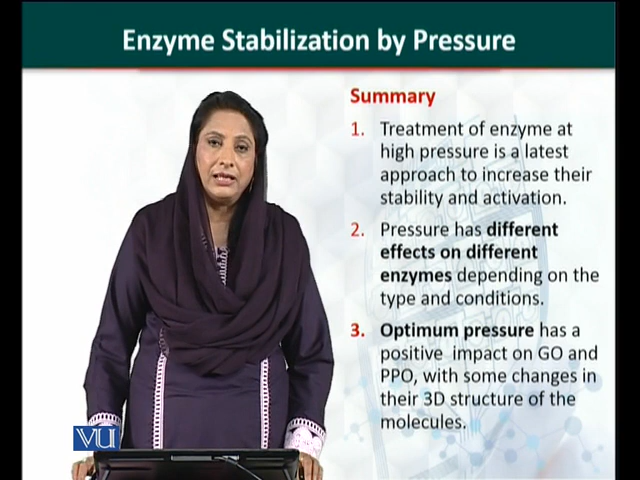 Enzyme Stabilization by Pressure
Summary
1. Treatment of enzyme at
high pressure is a latest
approach to increase their
stability and activation.
2. Pressure has different
effects on different
enzymes depending on the
type and conditions.
3. Optimum pressure has a
positive impact on GO and
PPO, with some changes in
their 3D structure of the
molecules.
VU